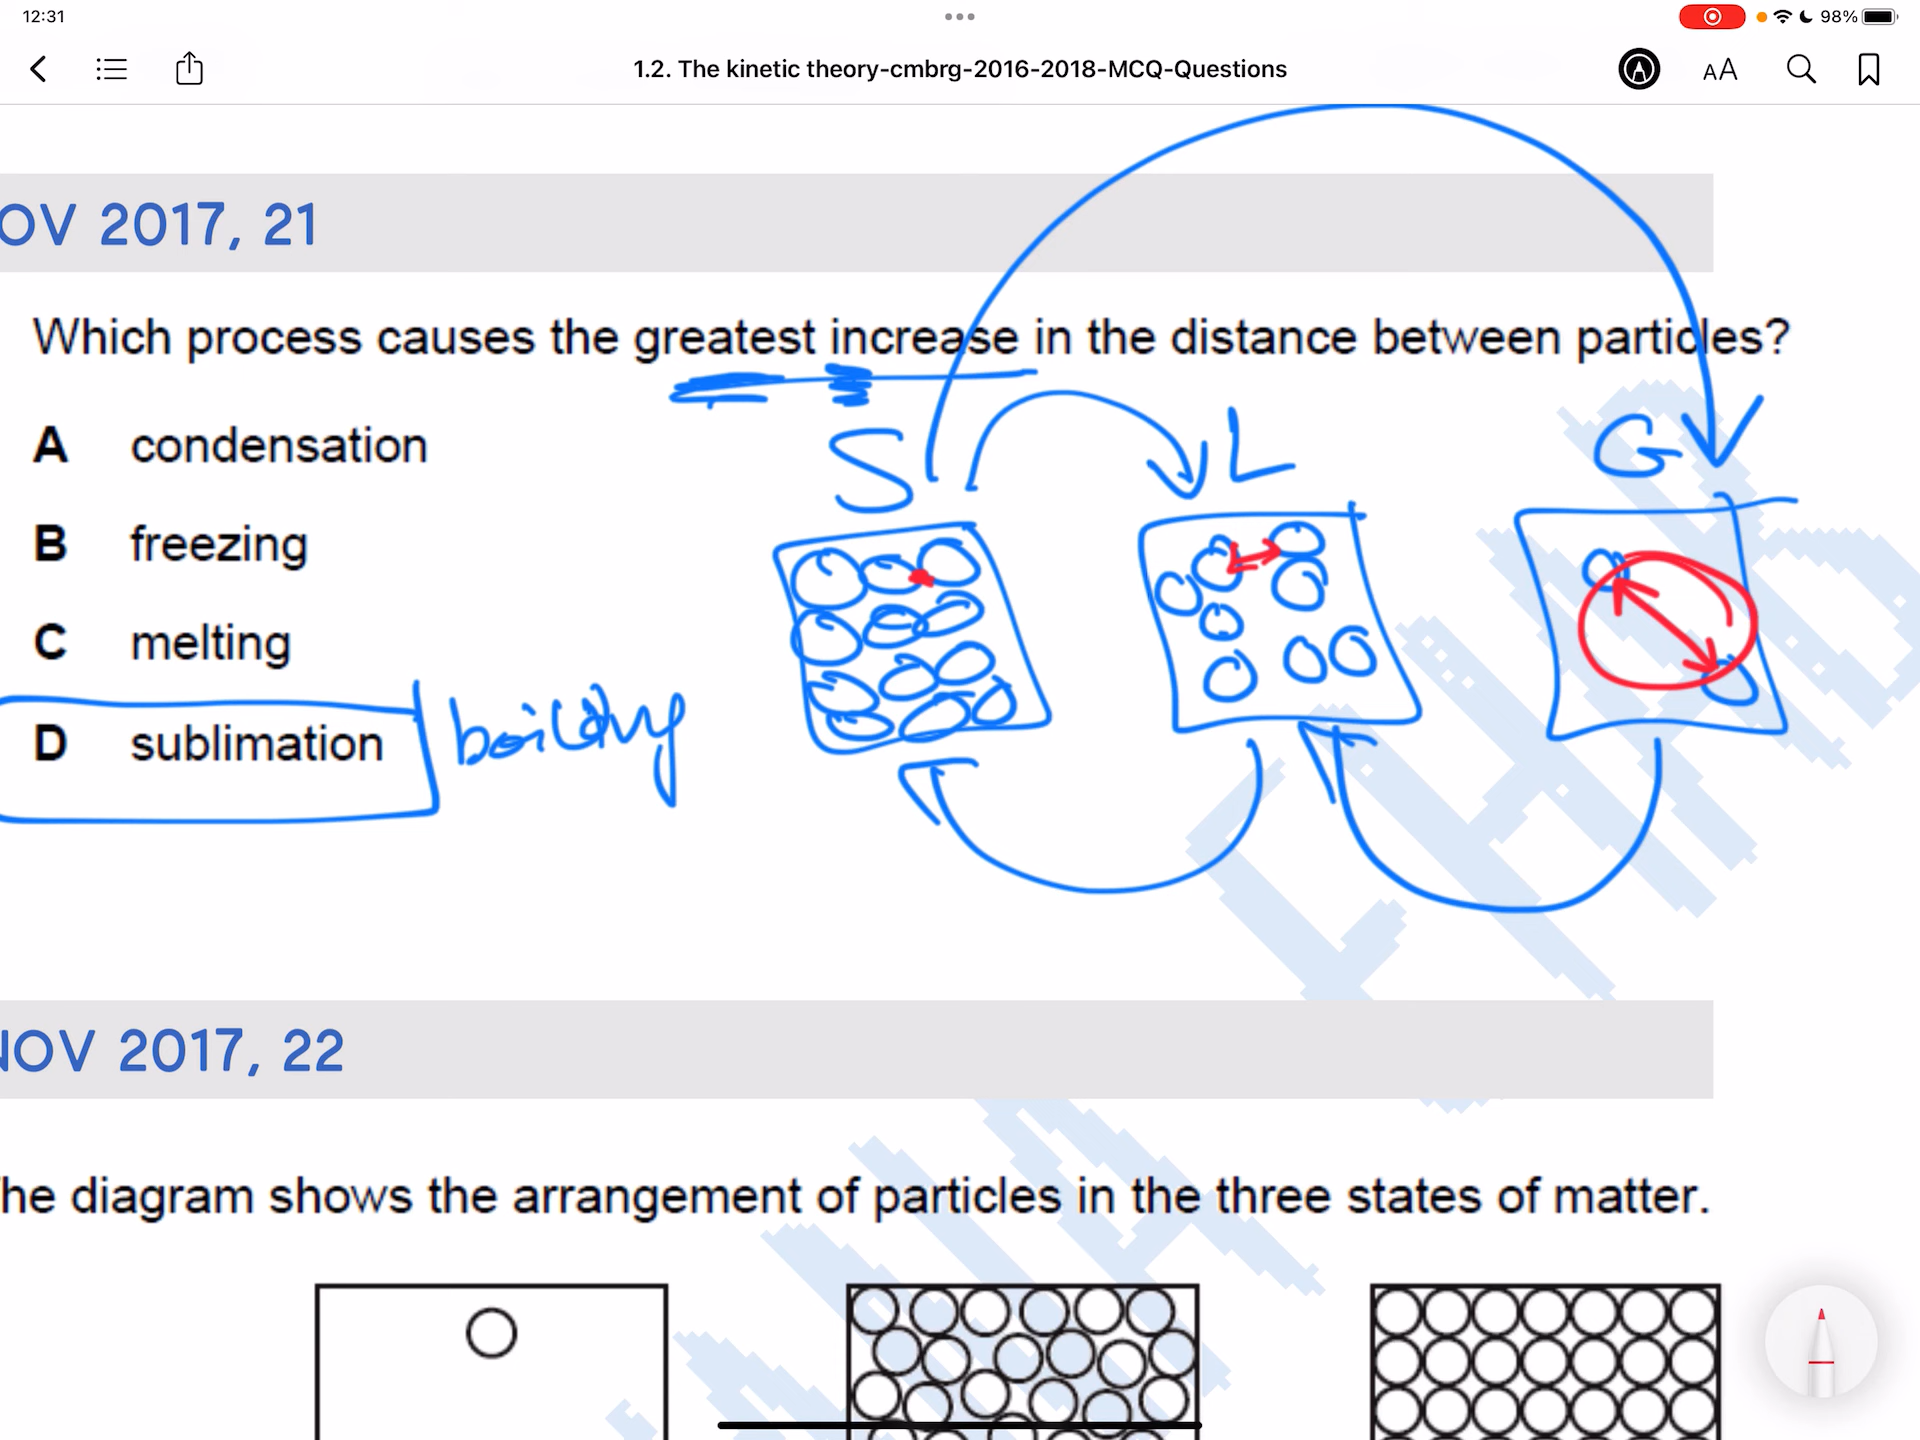 12:31
98%
1.2. The kinetic theory-cmbrg-2016-2018-MCQ-Questions
AA
OV 2017, 21
Which process causes the greatest increase in the distance between particles?
S L G
A condensation
B freezing
C melting
D sublimation boiling
NOV 2017, 22
he diagram shows the arrangement of particles in the three states of matter.